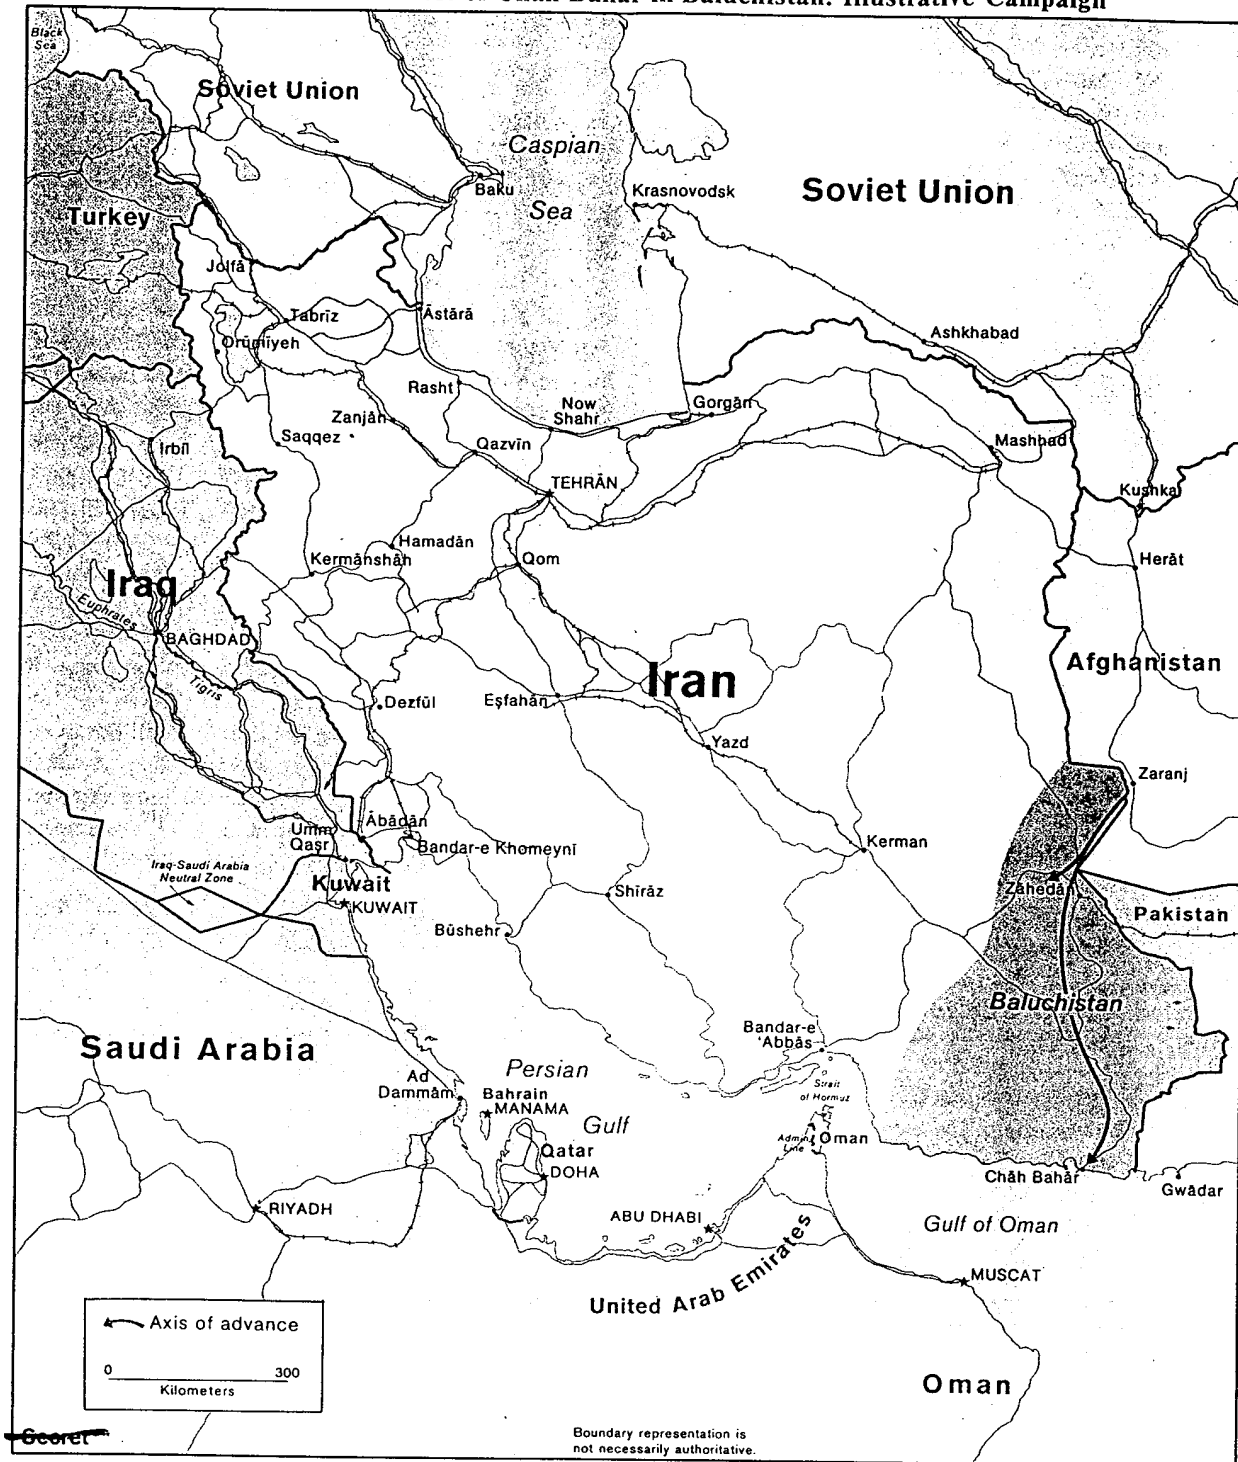 Chah Bahar in Baluchistan: Illustrative Campaign
Black
Sea
Soviet Union
Caspian
Sea
Baku
Krasnovodsk
Soviet Union
Turkey
Jolfā
Tabrīz
Āstārā
Orūmīyeh
Ashkhabad
Rasht
Now
Shahr
Gorgān
Zanjān
Saqqez
Qazvīn
Mashhad
Irbīl
TEHRĀN
Kushka
Hamadān
Kermānshāh
Qom
Herāt
Iraq
Euphrates
BAGHDAD
Tigris
Iran
Afghanistan
Dezfūl
Eşfahān
Yazd
Zaranj
Umm
Qaşr
Ābādān
Bandar-e Khomeynī
Kerman
Iraq-Saudi Arabia
Neutral Zone
Kuwait
KUWAIT
Shīrāz
Zāhedān
Pakistan
Būshehr
Baluchistan
Saudi Arabia
Bandar-e
'Abbās
Persian
Gulf
Ad
Dammām
Bahrain
MANAMA
Strait
of Hormuz
Admin
Line
Oman
Qatar
DOHA
Chāh Bahār
Gwādar
RIYADH
ABU DHABI
Gulf of Oman
United Arab Emirates
MUSCAT
Axis of advance
0 300
Kilometers
Oman
Secret
Boundary representation is
not necessarily authoritative.